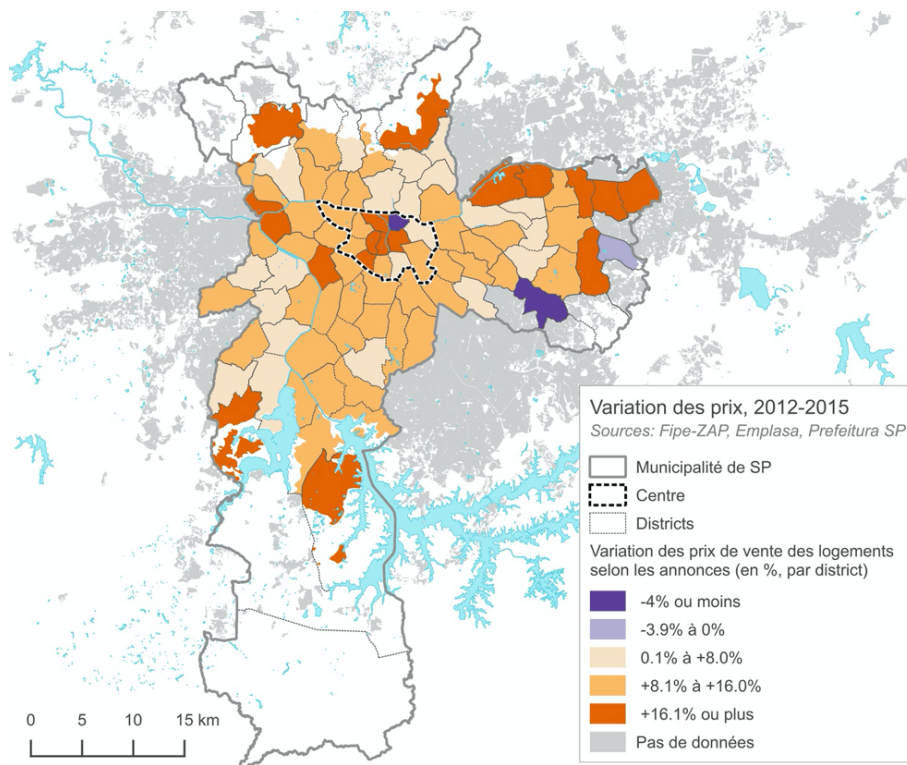 Variation des prix, 2012-2015
Sources: Fipe-ZAP, Emplasa, Prefeitura SP
Municipalité de SP
Centre
Districts
Variation des prix de vente des logements
selon les annonces (en %, par district)
-4% ou moins
-3.9% à 0%
0.1% à +8.0%
+8.1% à +16.0%
+16.1% ou plus
Pas de données
0 5 10 15 km